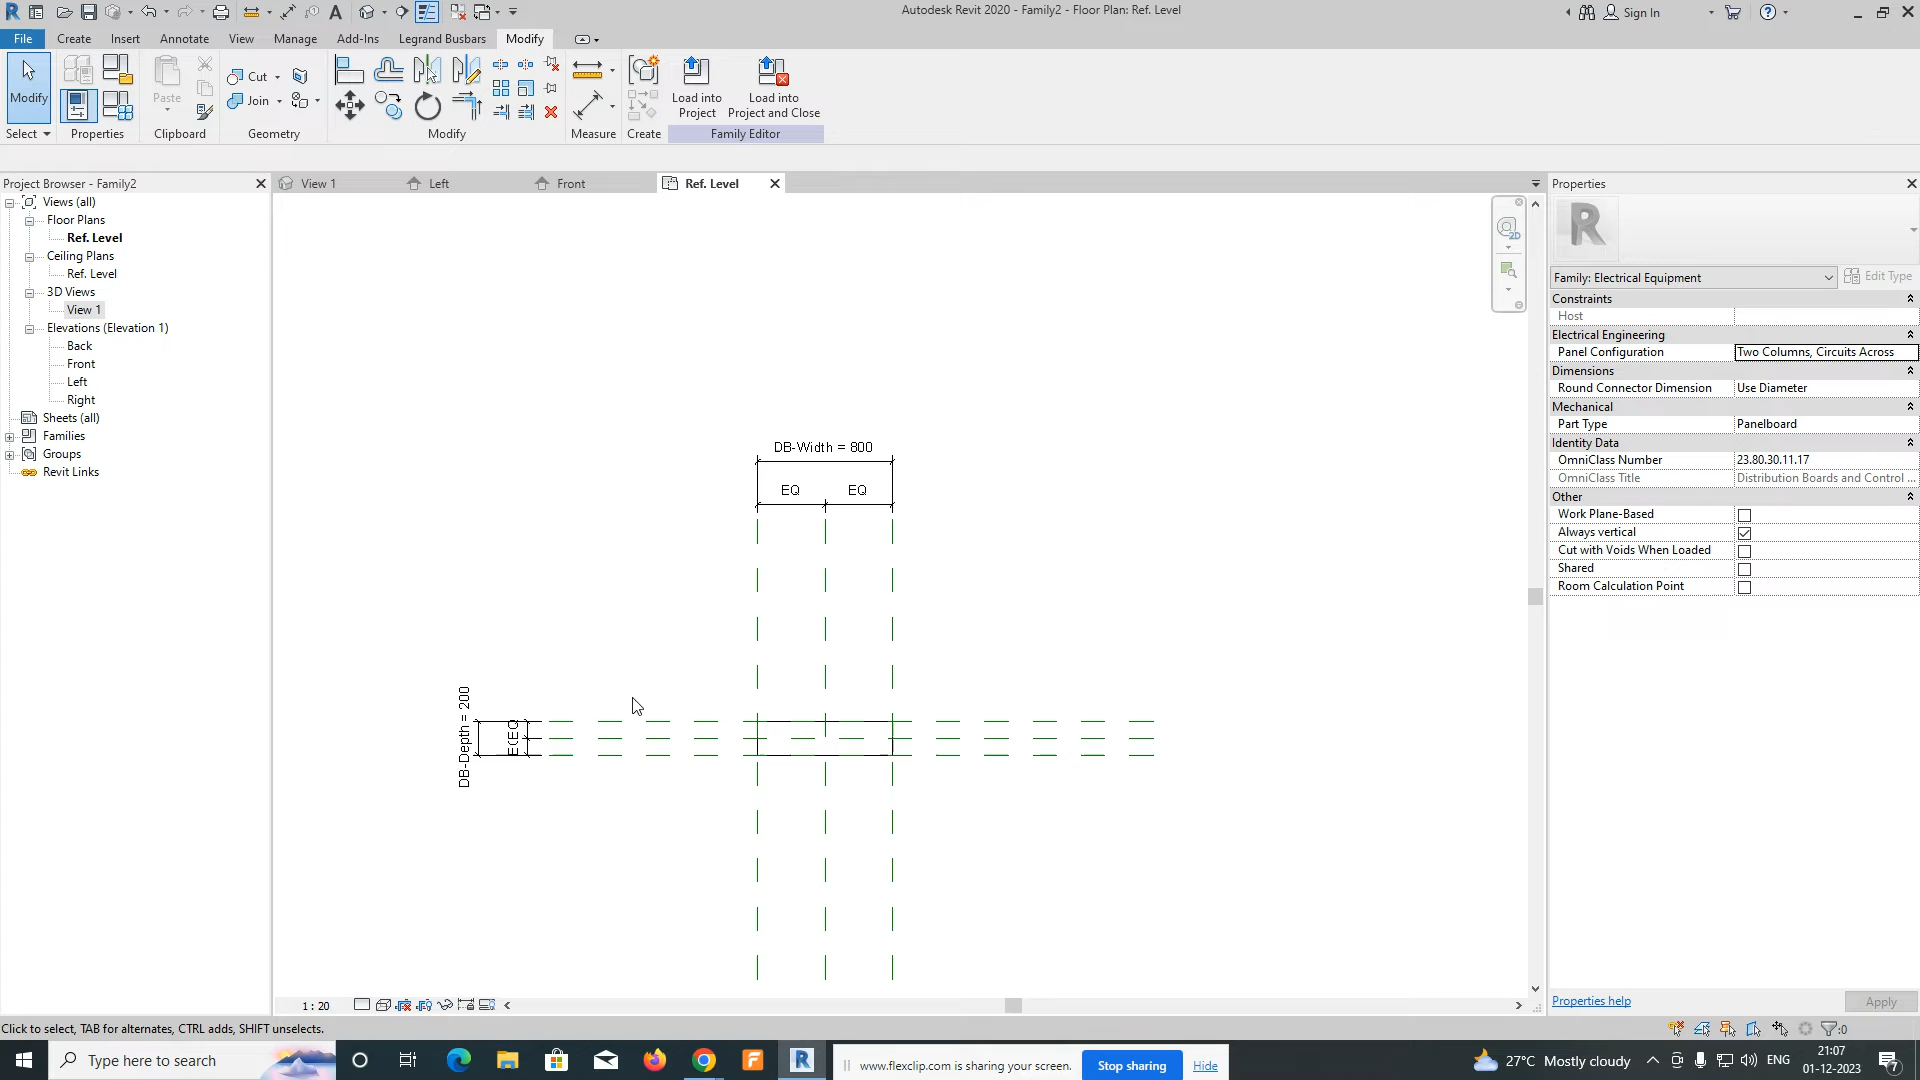 Autodesk Revit 2020 - Family2 - Floor Plan: Ref. Level
Sign In
File
Create
Insert
Annotate
View
Manage
Add-Ins
Legrand Busbars
Modify
Modify
Select
Properties
Paste
Clipboard
Cut
Join
Geometry
Modify
Measure
Create
Load into
Project
Load into
Project and Close
Family Editor
Project Browser - Family2
Views (all)
Floor Plans
Ref. Level
Ceiling Plans
Ref. Level
3D Views
View 1
Elevations (Elevation 1)
Back
Front
Left
Right
Sheets (all)
Families
Groups
Revit Links
View 1
Left
Front
Ref. Level
2D
DB-Width = 800
EQ
EQ
DB-Depth = 200
EQ
EQ
Properties
R
Family: Electrical Equipment
Edit Type
Constraints
Host
Electrical Engineering
Panel Configuration
Two Columns, Circuits Across
Dimensions
Round Connector Dimension
Use Diameter
Mechanical
Part Type
Panelboard
Identity Data
OmniClass Number
23.80.30.11.17
OmniClass Title
Distribution Boards and Control ...
Other
Work Plane-Based
Always vertical
Cut with Voids When Loaded
Shared
Room Calculation Point
Properties help
Apply
1 : 20
Click to select, TAB for alternates, CTRL adds, SHIFT unselects.
:0
Type here to search
www.flexclip.com is sharing your screen.
Stop sharing
Hide
27°C Mostly cloudy
ENG
21:07
01-12-2023
7